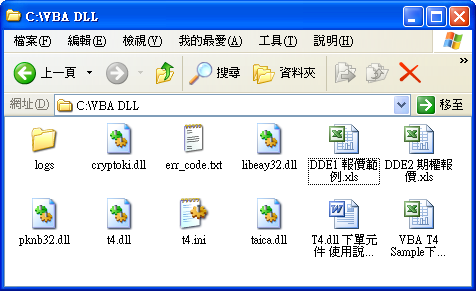 C:\VBA DLL
檔案(F) 編輯(E) 檢視(V) 我的最愛(A) 工具(T) 說明(H)
上一頁 搜尋 資料夾
網址(D) C:\VBA DLL 移至
logs cryptoki.dll err_code.txt libeay32.dll DDE1 報價範例.xls DDE2 期權報價.xls
pknb32.dll t4.dll t4.ini taica.dll T4.dll 下單元件 使用說... VBA T4 Sample下...